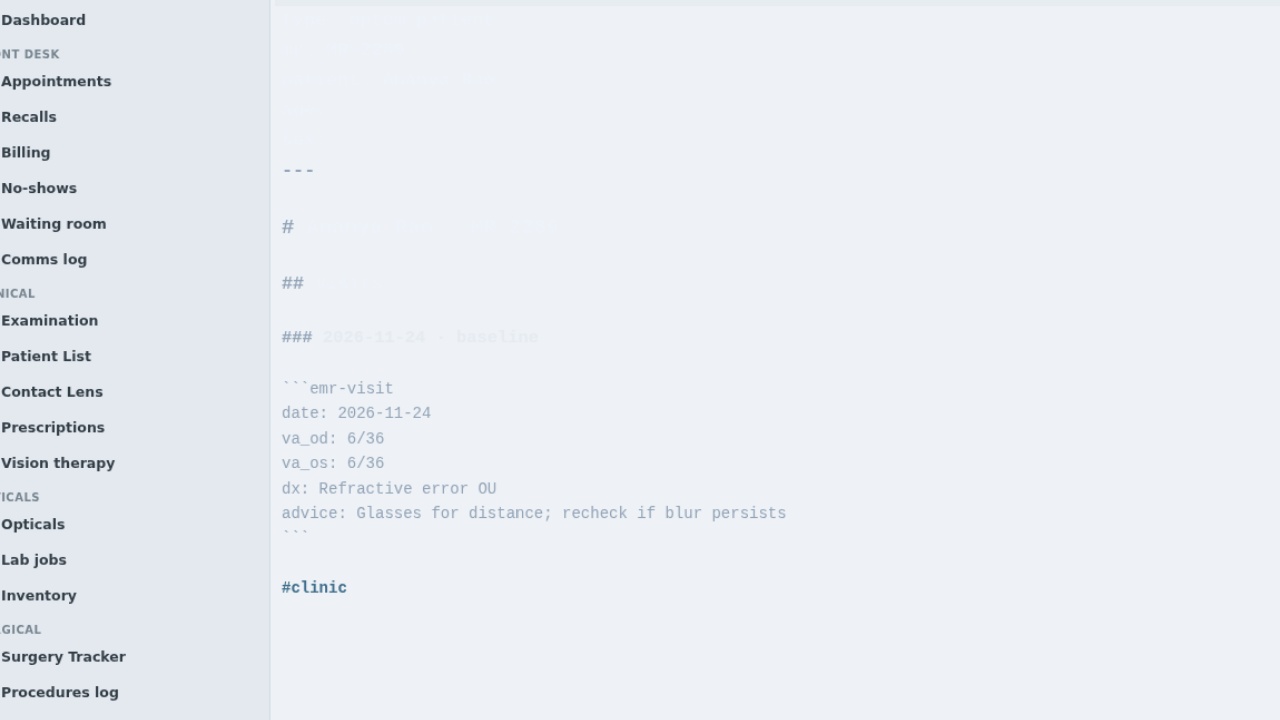 Dashboard
NT DESK
Appointments
Recalls
Billing
No-shows
Waiting room
Comms log
NICAL
Examination
Patient List
Contact Lens
Prescriptions
Vision therapy
ICALS
Opticals
Lab jobs
Inventory
GICAL
Surgery Tracker
Procedures log
---
#
##
### 2026-11-24 · baseline
```emr-visit
date: 2026-11-24
va_od: 6/36
va_os: 6/36
dx: Refractive error OU
advice: Glasses for distance; recheck if blur persists
```
#clinic